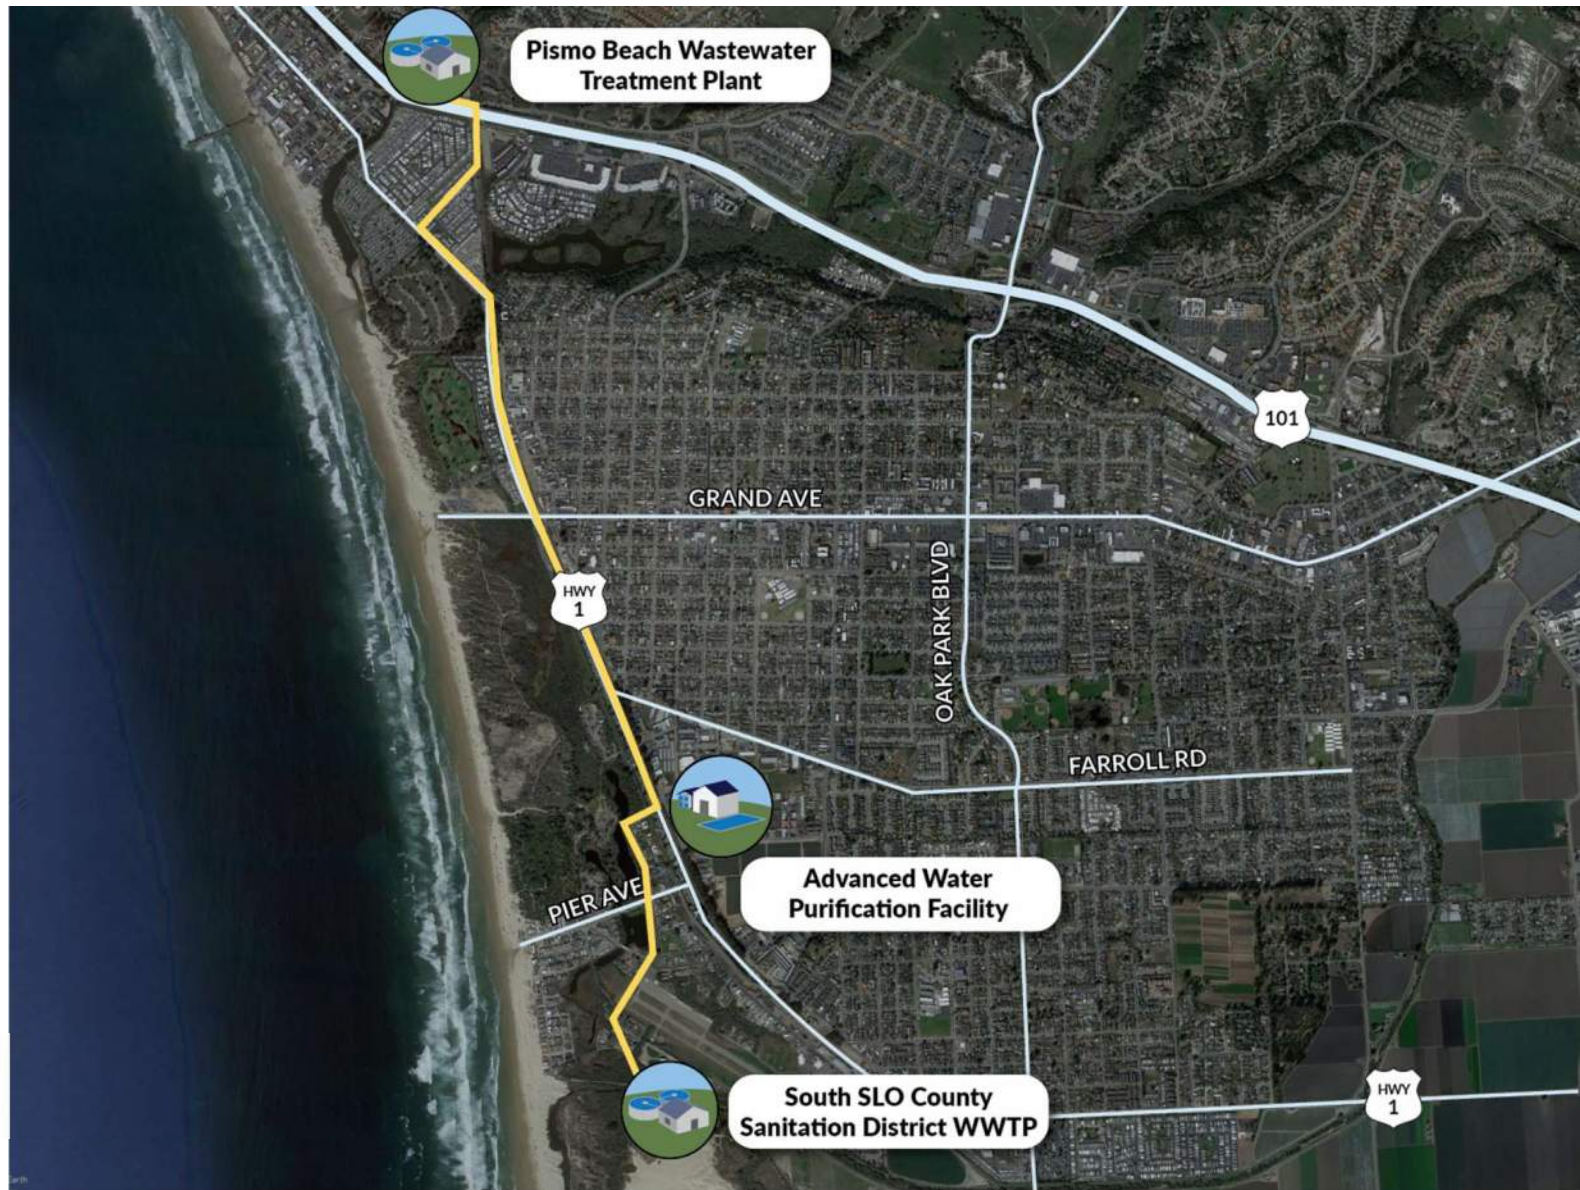 Pismo Beach Wastewater
Treatment Plant
101
GRAND AVE
HWY
1
OAK PARK BLVD
FARROLL RD
Advanced Water
Purification Facility
PIER AVE
South SLO County
Sanitation District WWTP
HWY
1